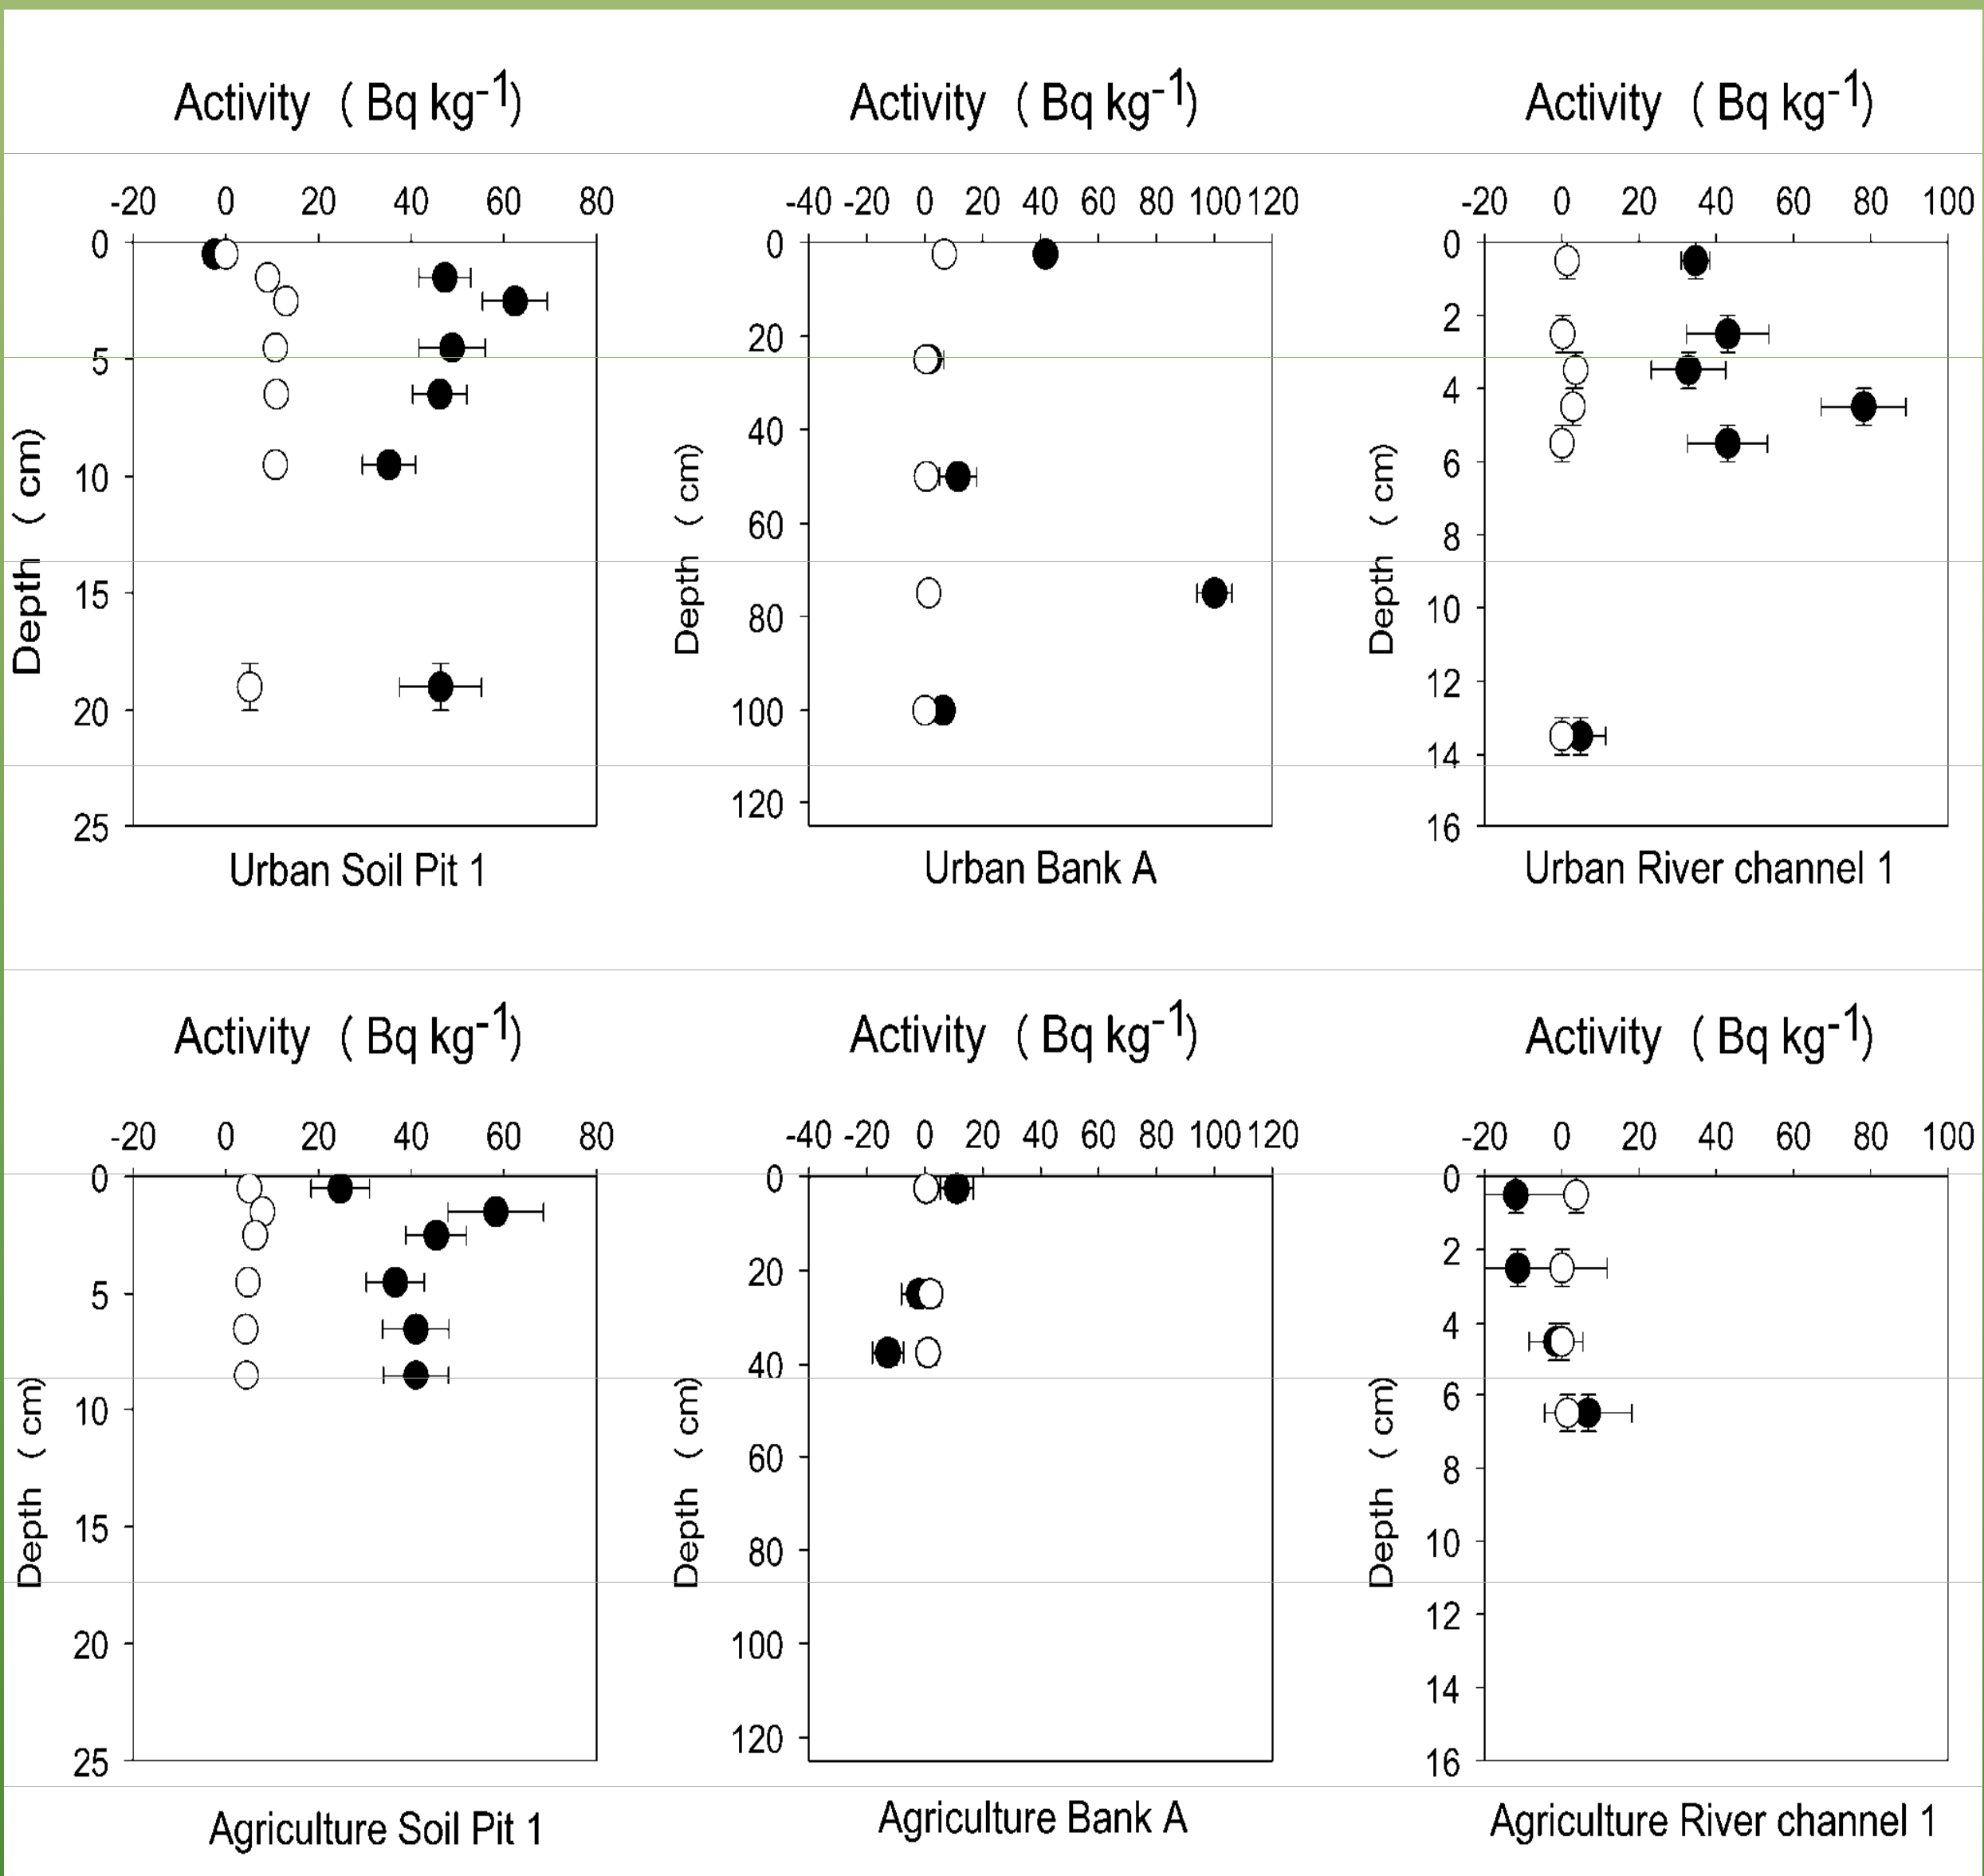 Activity ( Bq kg-1)
Activity ( Bq kg-1)
Activity ( Bq kg-1)
-20 0 20 40 60 80
-40 -20 0 20 40 60 80 100 120
-20 0 20 40 60 80 100
Depth ( cm)
0
5
10
15
20
25
Depth ( cm)
0
20
40
60
80
100
120
Depth ( cm)
0
2
4
6
8
10
12
14
16
Urban Soil Pit 1
Urban Bank A
Urban River channel 1
Activity ( Bq kg-1)
Activity ( Bq kg-1)
Activity ( Bq kg-1)
-20 0 20 40 60 80
-40 -20 0 20 40 60 80 100 120
-20 0 20 40 60 80 100
Depth ( cm)
0
5
10
15
20
25
Depth ( cm)
0
20
40
60
80
100
120
Depth ( cm)
0
2
4
6
8
10
12
14
16
Agriculture Soil Pit 1
Agriculture Bank A
Agriculture River channel 1